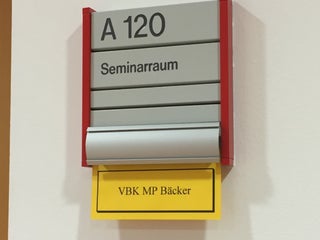 A 120
Seminarraum
VBK MP Bäcker